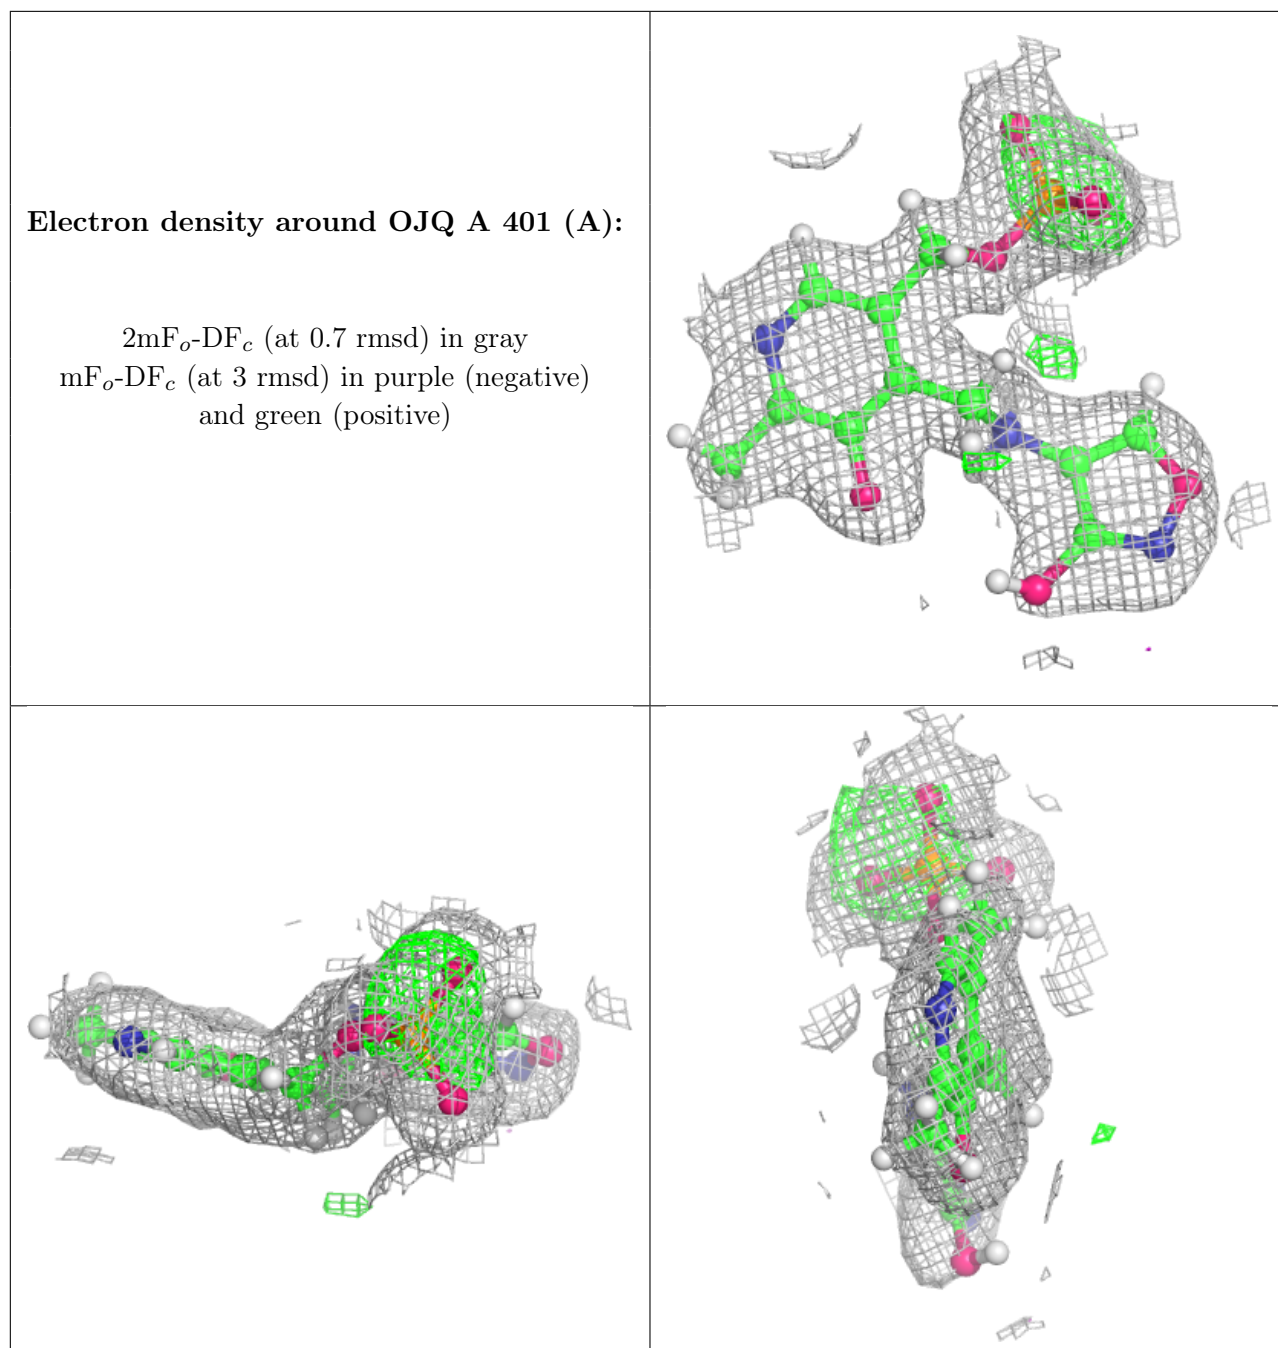 Electron density around OJQ A 401 (A):
2mFo-DFc (at 0.7 rmsd) in gray
mFo-DFc (at 3 rmsd) in purple (negative)
and green (positive)